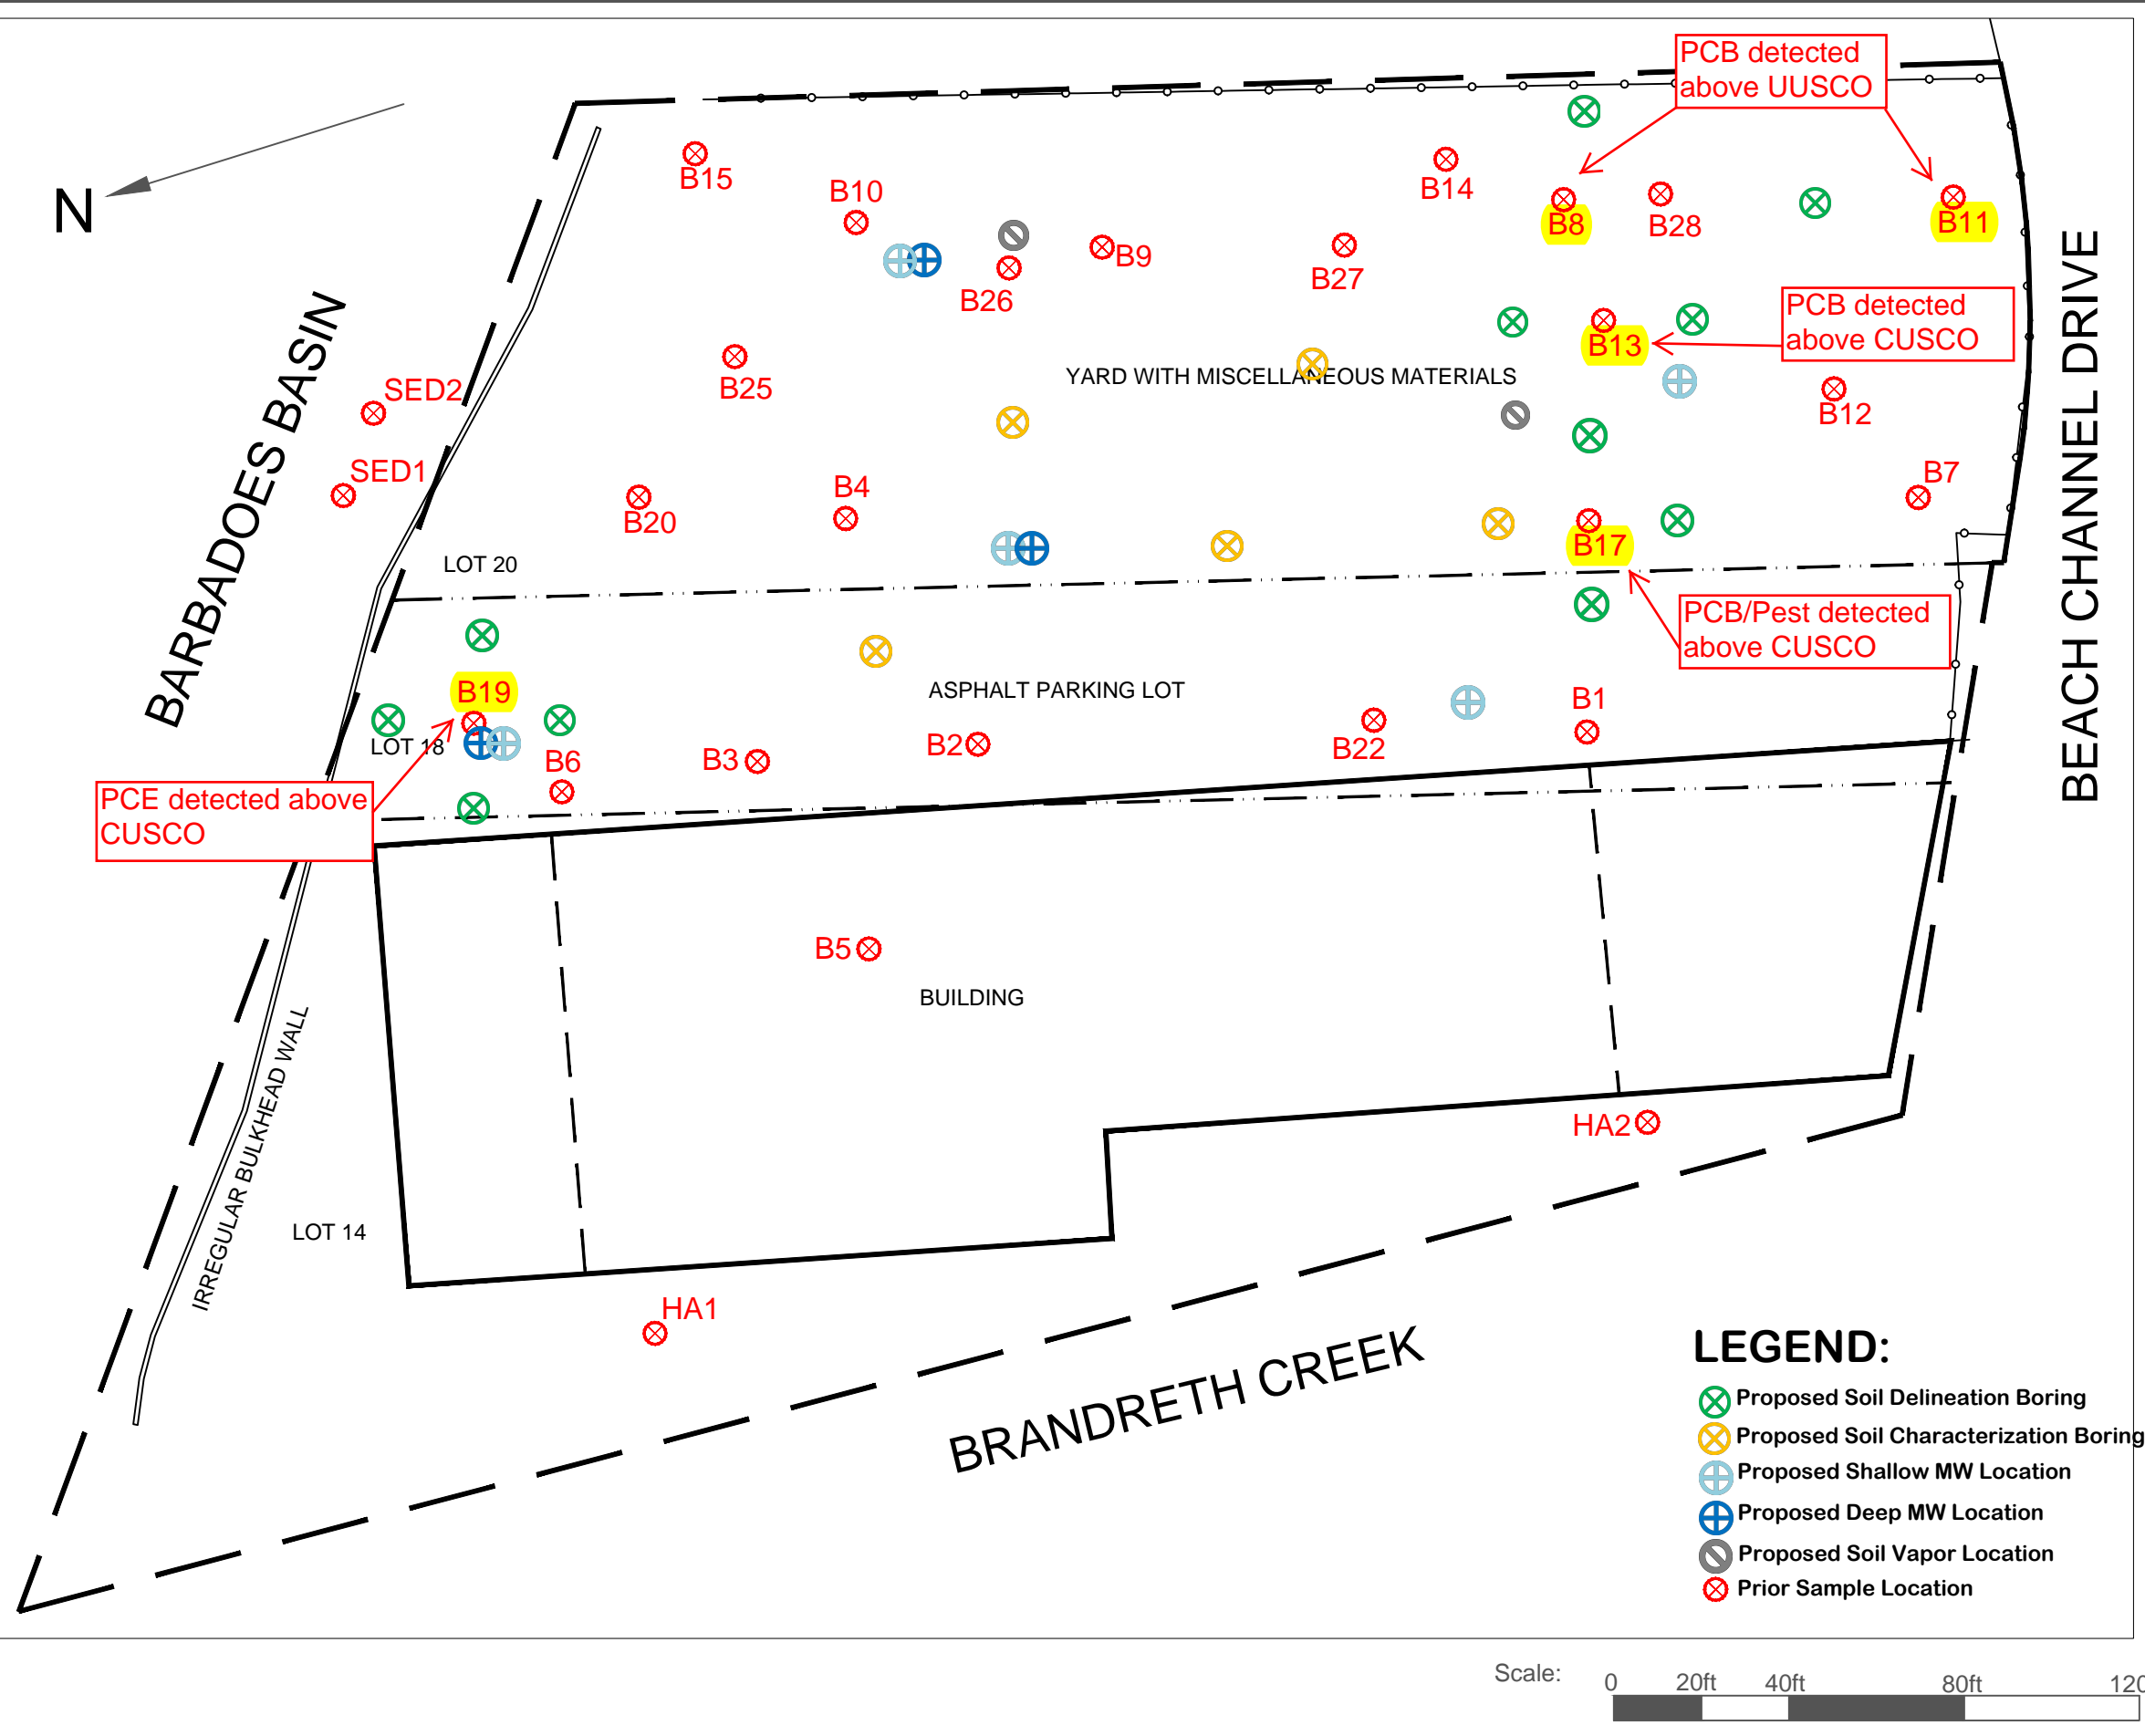 PCB detected
above UUSCO
N
B15
B10
B14
B8
B28
B11
B9
B26
B27
PCB detected
above CUSCO
B13
BARBADOES BASIN
SED2
B25
YARD WITH MISCELLANEOUS MATERIALS
B12
BEACH CHANNEL DRIVE
SED1
B20
B4
B7
B17
LOT 20
PCB/Pest detected
above CUSCO
B19
ASPHALT PARKING LOT
B1
LOT 18
B6
B3
B2
B22
PCE detected above
CUSCO
B5
BUILDING
IRREGULAR BULKHEAD WALL
HA2
LOT 14
HA1
BRANDRETH CREEK
LEGEND:
Proposed Soil Delineation Boring
Proposed Soil Characterization Boring
Proposed Shallow MW Location
Proposed Deep MW Location
Proposed Soil Vapor Location
Prior Sample Location
Scale: 0 20ft 40ft 80ft 120